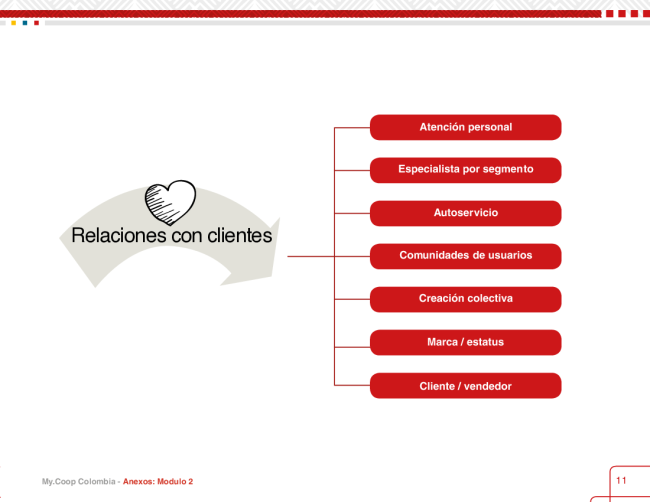 Relaciones con clientes
Atención personal
Especialista por segmento
Autoservicio
Comunidades de usuarios
Creación colectiva
Marca / estatus
Cliente / vendedor
My.Coop Colombia - Anexos: Modulo 2
11